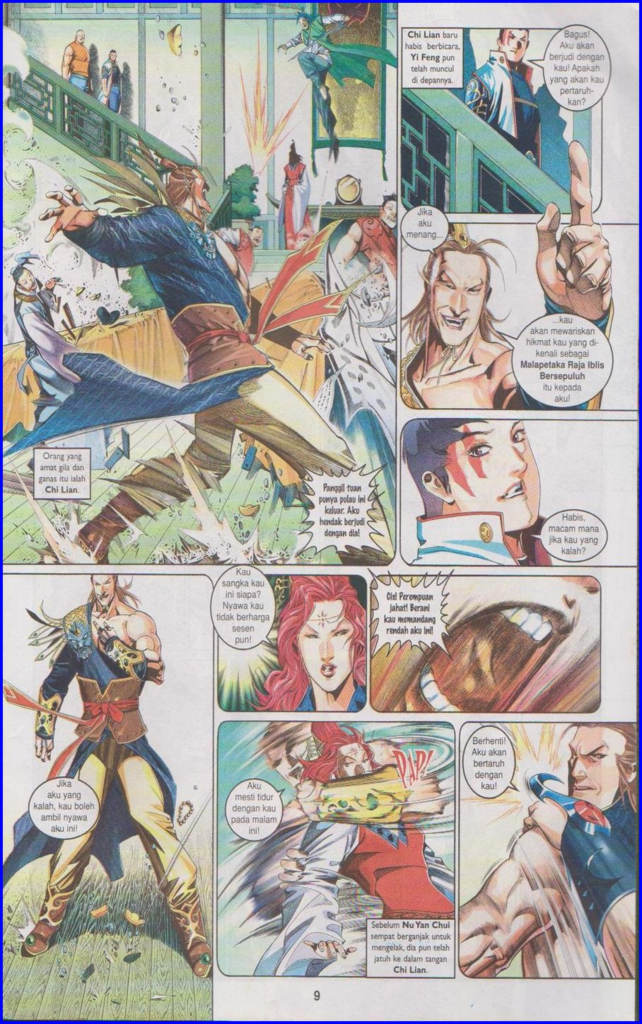 Orang yang
amat gila dan
ganas itu ialah
Chi Lian.
Panggil tuan
punya pulau ini
keluar. Aku
hendak berjudi
dengan dia!
Chi Lian baru
habis berbicara,
Yi Feng pun
telah muncul
di depannya.
Bagus!
Aku akan
berjudi dengan
kau! Apakah
yang akan kau
pertaruh-
kan?
Jika
aku
menang...
...kau
akan mewariskan
hikmat kau yang di-
kenali sebagai
Malapetaka Raja Iblis
Bersepuluh
itu kepada
aku!
Habis,
macam mana
jika kau yang
kalah?
Jika
aku yang
kalah, kau boleh
ambil nyawa
aku ini!
Kau
sangka kau
ini siapa?
Nyawa kau
tidak berharga
sesen
pun!
Cis! Perempuan
jahat! Berani
kau memandang
rendah aku ini!
Aku
mesti tidur
dengan kau
pada malam
ini!
PAP!
Sebelum Nu Yan Chui
sempat berganjak untuk
mengelak, dia pun telah
jatuh ke dalam tangan
Chi Lian.
Berhenti!
Aku akan
bertaruh
dengan
kau!
9